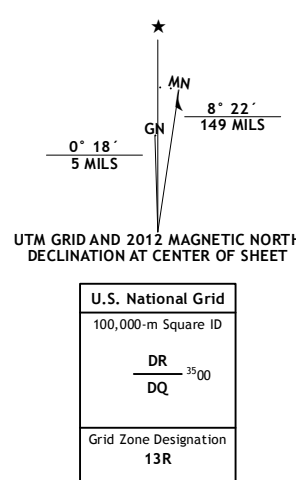 ★
MN
8° 22´
149 MILS
GN
0° 18´
5 MILS
UTM GRID AND 2012 MAGNETIC NORTH
DECLINATION AT CENTER OF SHEET
U.S. National Grid
100,000-m Square ID
DR
3500
DQ
Grid Zone Designation
13R